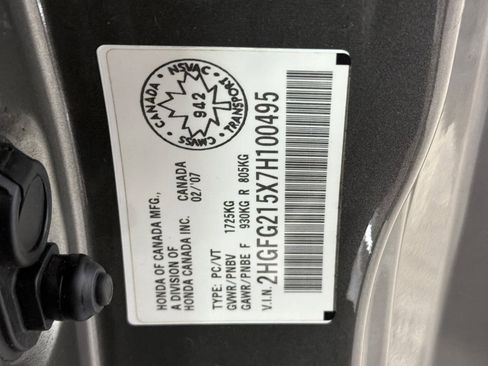 CANADA
NSVAC
TRANSPORT
CMVSS
942
HONDA OF CANADA MFG.,
A DIVISION OF
HONDA CANADA INC. CANADA
02/'07
TYPE: PC/VT
GVWR/PNBV 1725KG
GAWR/PNBE F 930KG R 805KG
V.I.N. 2HGFG215X7H100495